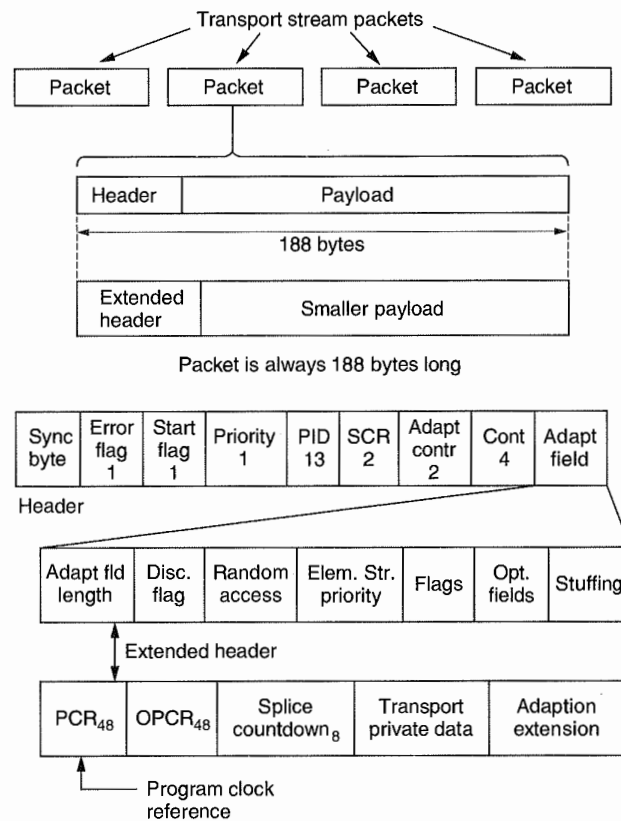 Transport stream packets
Packet
Packet
Packet
Packet
Header
Payload
188 bytes
Extended
header
Smaller payload
Packet is always 188 bytes long
Sync
byte
Error
flag
1
Start
flag
1
Priority
1
PID
13
SCR
2
Adapt
contr
2
Cont
4
Adapt
field
Header
Adapt fld
length
Disc.
flag
Random
access
Elem. Str.
priority
Flags
Opt.
fields
Stuffing
Extended header
PCR48
OPCR48
Splice
countdown8
Transport
private data
Adaption
extension
Program clock
reference